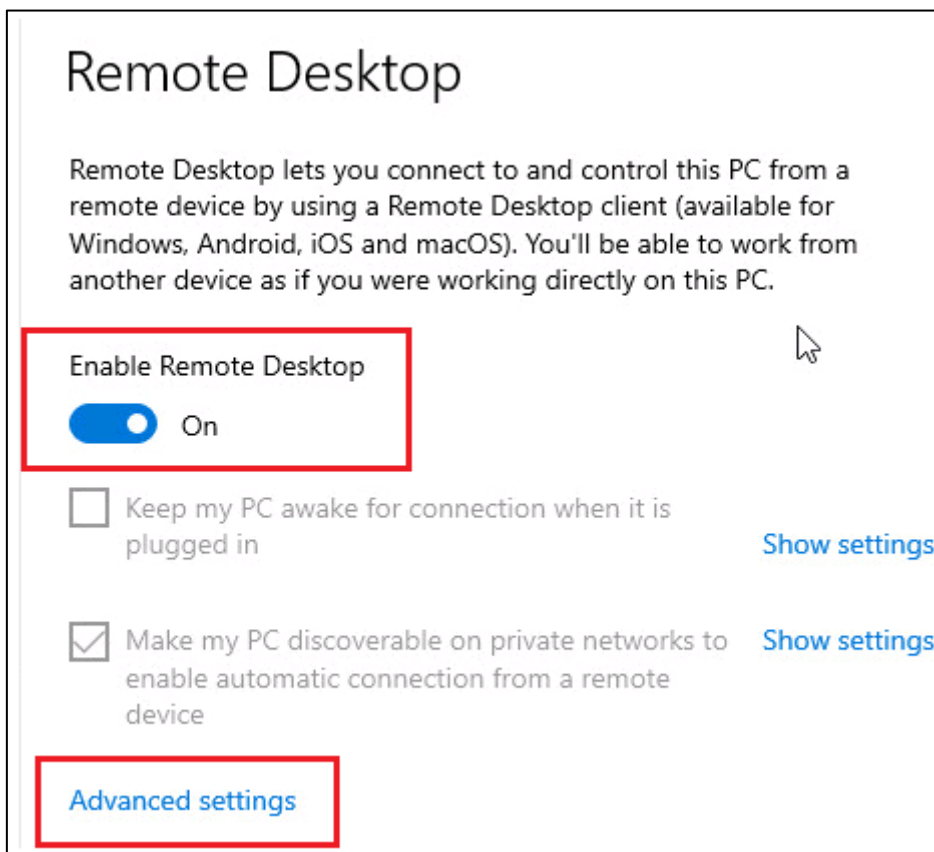 Remote Desktop
Remote Desktop lets you connect to and control this PC from a
remote device by using a Remote Desktop client (available for
Windows, Android, iOS and macOS). You'll be able to work from
another device as if you were working directly on this PC.
Enable Remote Desktop
On
Keep my PC awake for connection when it is
plugged in
Show settings
Make my PC discoverable on private networks to
enable automatic connection from a remote
device
Show settings
Advanced settings